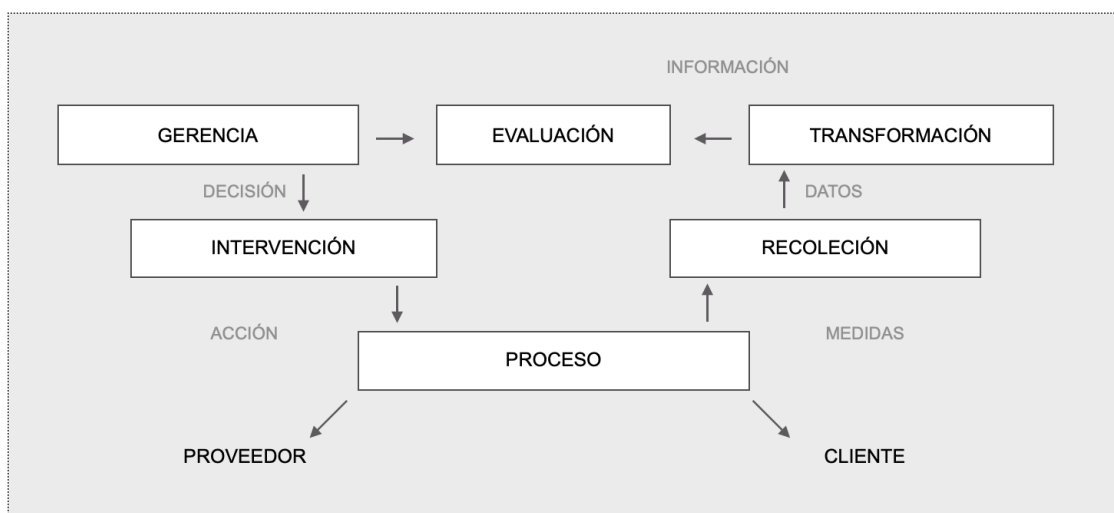 INFORMACIÓN
GERENCIA
EVALUACIÓN
TRANSFORMACIÓN
DECISIÓN
DATOS
INTERVENCIÓN
RECOLECIÓN
ACCIÓN
MEDIDAS
PROCESO
PROVEEDOR
CLIENTE